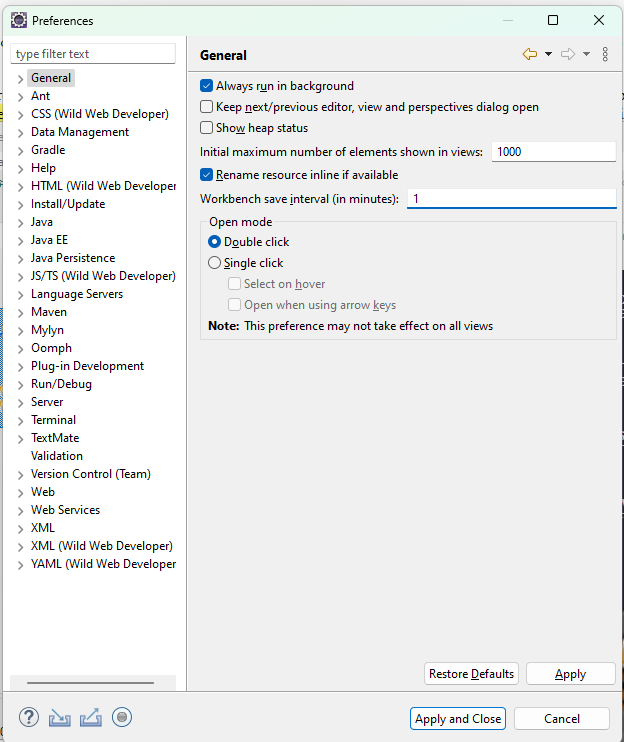 Preferences
type filter text
General
Ant
CSS (Wild Web Developer)
Data Management
Gradle
Help
HTML (Wild Web Developer
Install/Update
Java
Java EE
Java Persistence
JS/TS (Wild Web Developer)
Language Servers
Maven
Mylyn
Oomph
Plug-in Development
Run/Debug
Server
Terminal
TextMate
Validation
Version Control (Team)
Web
Web Services
XML
XML (Wild Web Developer)
YAML (Wild Web Developer
General
Always run in background
Keep next/previous editor, view and perspectives dialog open
Show heap status
Initial maximum number of elements shown in views: 1000
Rename resource inline if available
Workbench save interval (in minutes): 1
Open mode
Double click
Single click
Select on hover
Open when using arrow keys
Note: This preference may not take effect on all views
Restore Defaults Apply
Apply and Close Cancel